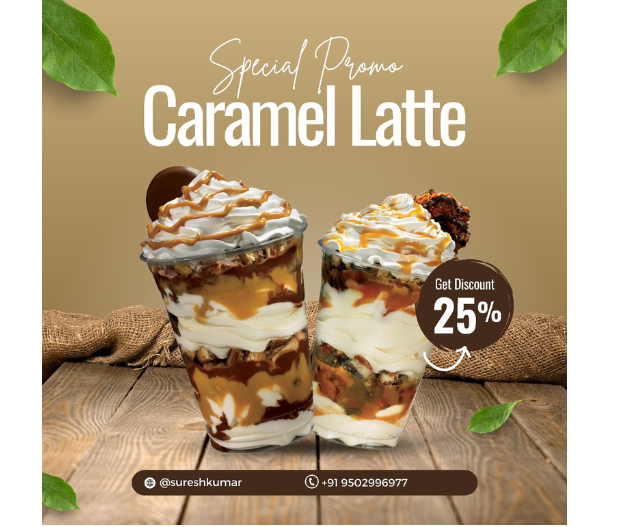 Special Promo
Caramel Latte
Get Discount
25%
@sureshkumar
+91 9502996977